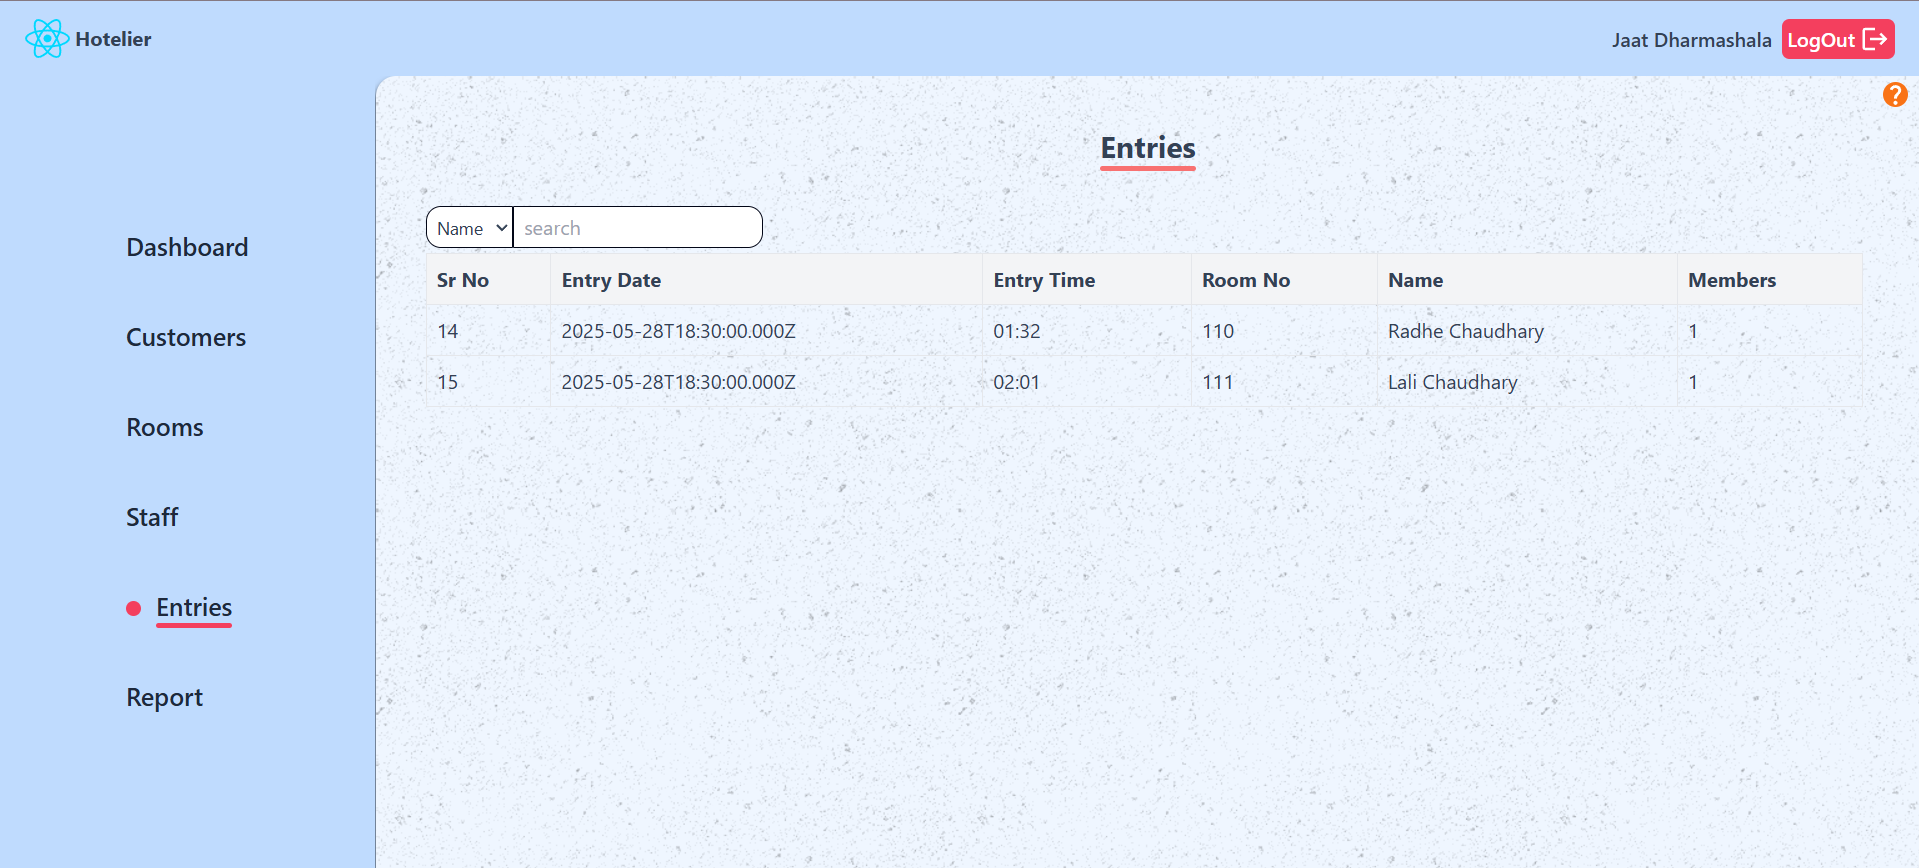 Hotelier
Jaat Dharmashala LogOut
?
Entries
Name search
Sr No Entry Date Entry Time Room No Name Members
14 2025-05-28T18:30:00.000Z 01:32 110 Radhe Chaudhary 1
15 2025-05-28T18:30:00.000Z 02:01 111 Lali Chaudhary 1
Dashboard
Customers
Rooms
Staff
Entries
Report